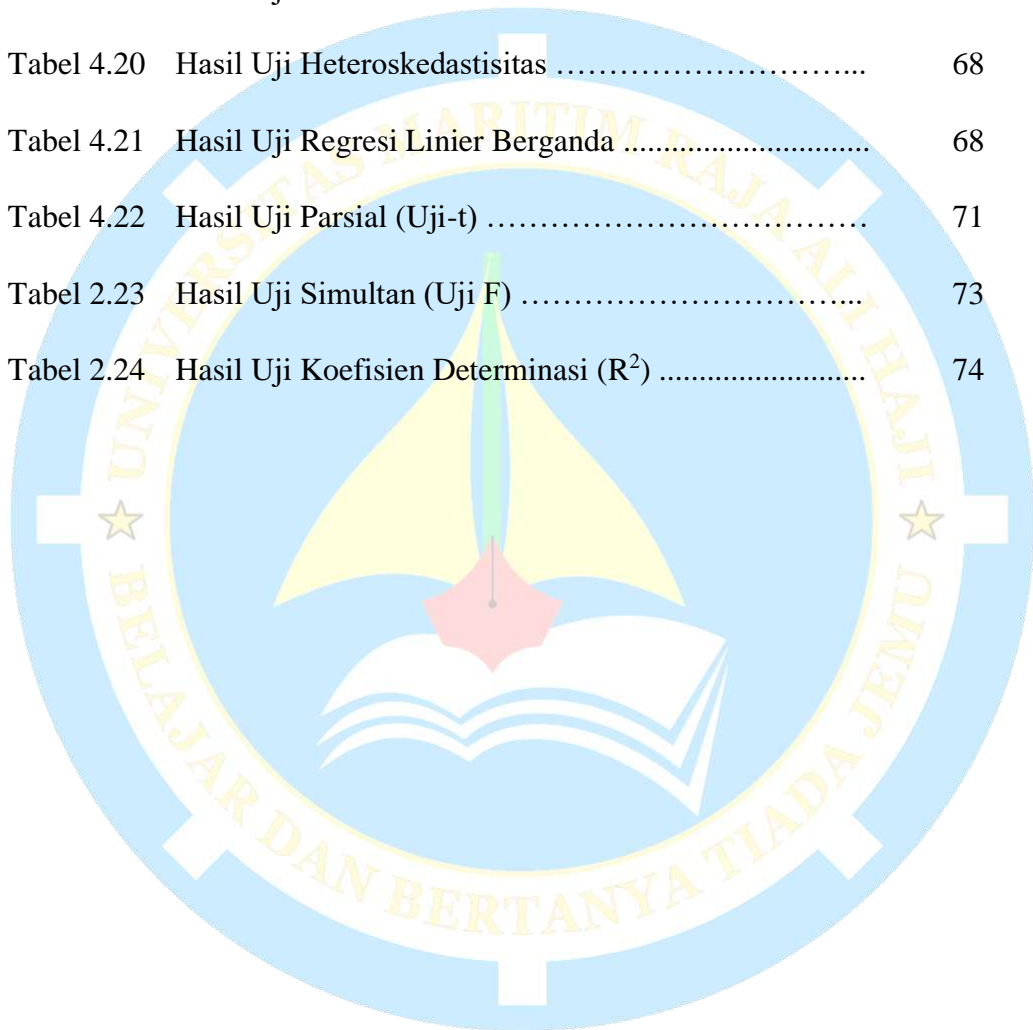 Tabel 4.20 Hasil Uji Heteroskedastisitas ………………………... 68
Tabel 4.21 Hasil Uji Regresi Linier Berganda ............................ 68
Tabel 4.22 Hasil Uji Parsial (Uji-t) ……………………………… 71
Tabel 2.23 Hasil Uji Simultan (Uji F) ………………………... 73
Tabel 2.24 Hasil Uji Koefisien Determinasi (R²) .......................... 74
UNIVERSITAS MARITIM RAJA ALI HAJI
BELAJAR DAN BERTANYA TIADA JEMU